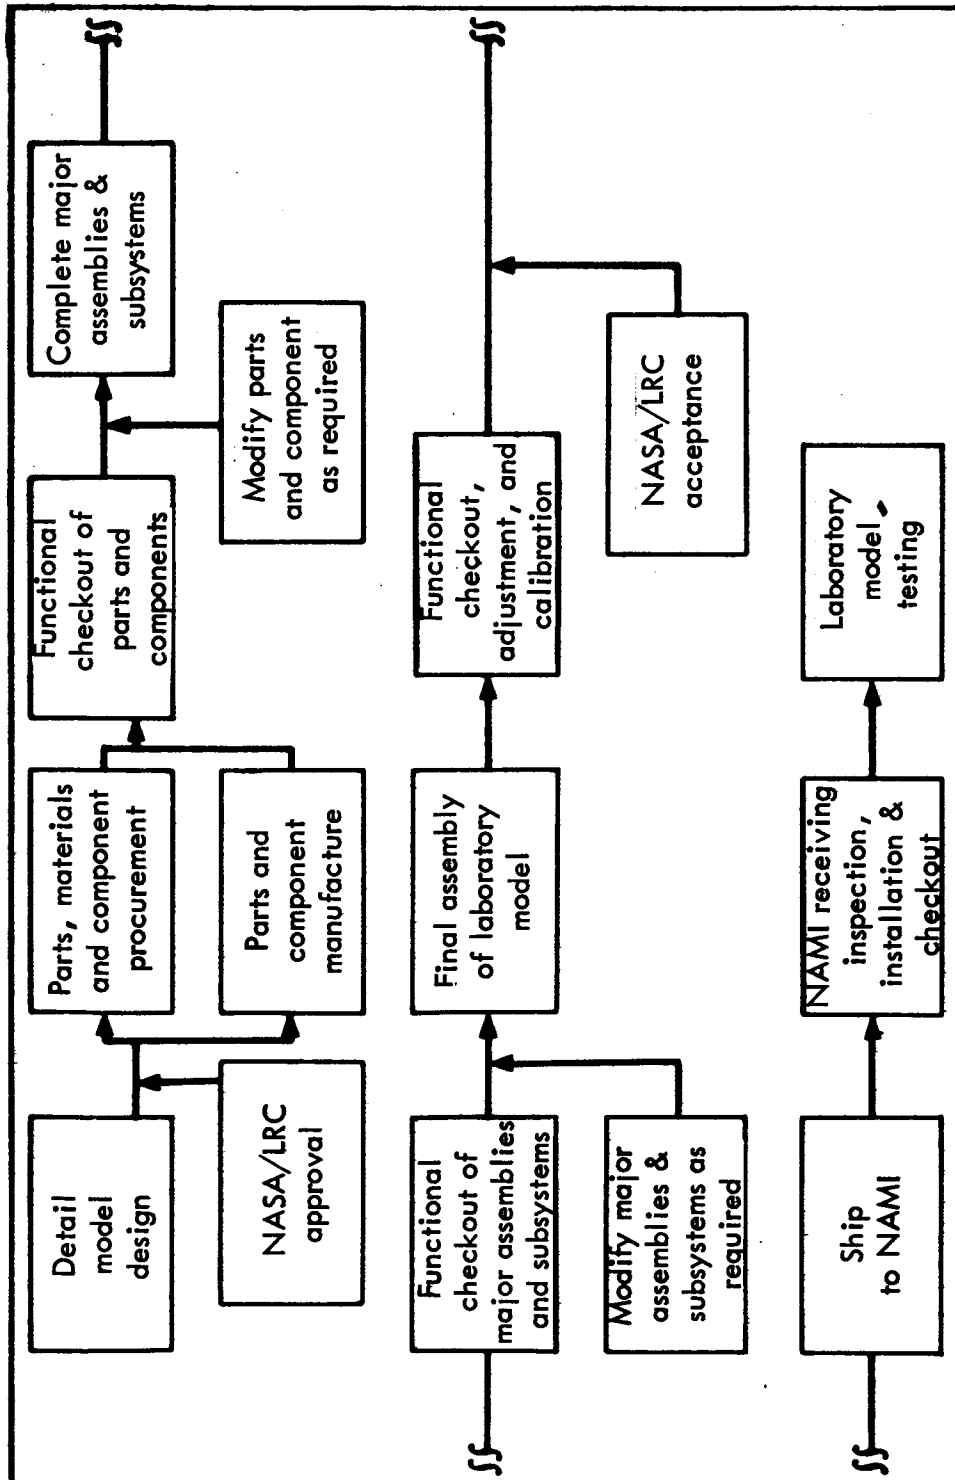 Detail
model
design
NASA/LRC
approval
Parts, materials
and component
procurement
Parts and
component
manufacture
Functional
checkout of
parts and
components
Modify parts
and component
as required
Complete major
assemblies &
subsystems
Functional
checkout of
major assemblies
and subsystems
Modify major
assemblies &
subsystems as
required
Final assembly
of laboratory
model
Functional
checkout,
adjustment, and
calibration
NASA/LRC
acceptance
Ship
to NAMI
NAMI receiving
inspection,
installation &
checkout
Laboratory
model
testing